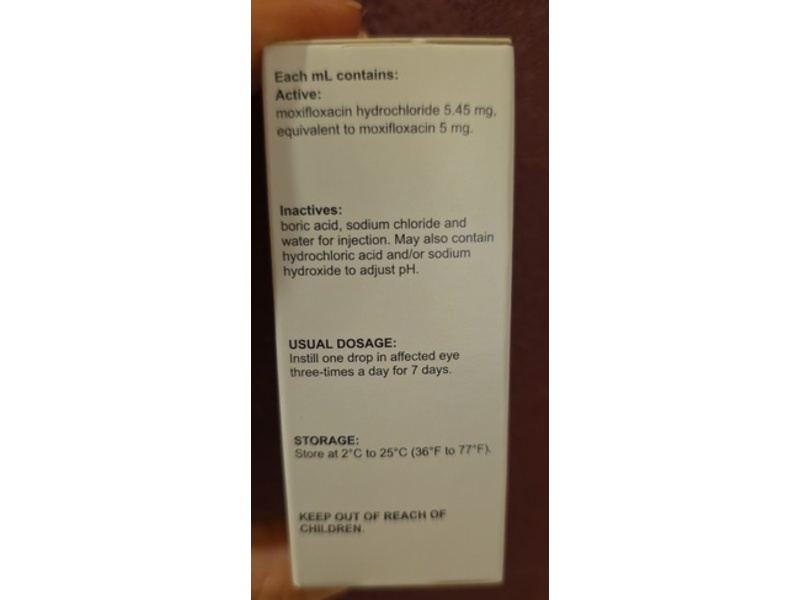 Each mL contains:
Active:
moxifloxacin hydrochloride 5.45 mg,
equivalent to moxifloxacin 5 mg.
Inactives:
boric acid, sodium chloride and
water for injection. May also contain
hydrochloric acid and/or sodium
hydroxide to adjust pH.
USUAL DOSAGE:
Instill one drop in affected eye
three-times a day for 7 days.
STORAGE:
Store at 2°C to 25°C (36°F to 77°F).
KEEP OUT OF REACH OF
CHILDREN.